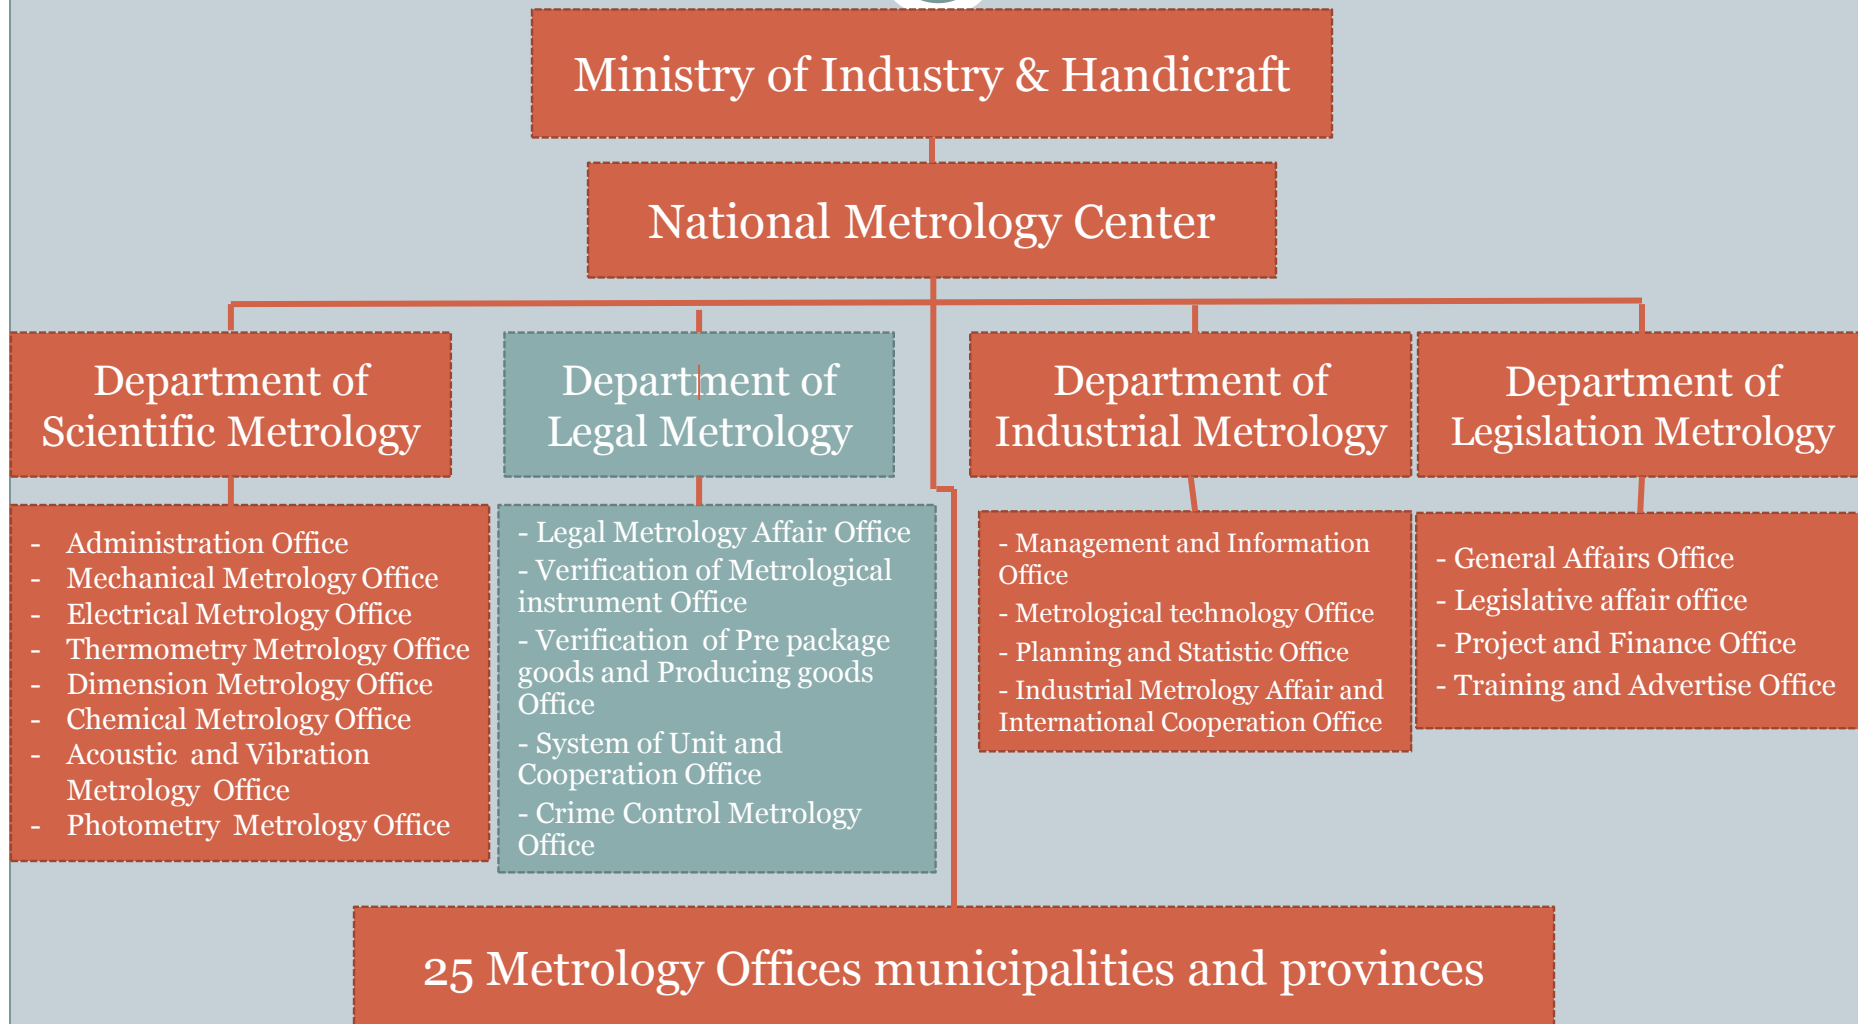 Ministry of Industry & Handicraft
National Metrology Center
Department of
Scientific Metrology
Department of
Legal Metrology
Department of
Industrial Metrology
Department of
Legislation Metrology
- Administration Office
- Mechanical Metrology Office
- Electrical Metrology Office
- Thermometry Metrology Office
- Dimension Metrology Office
- Chemical Metrology Office
- Acoustic and Vibration
Metrology Office
- Photometry Metrology Office
- Legal Metrology Affair Office
- Verification of Metrological
instrument Office
- Verification of Pre package
goods and Producing goods
Office
- System of Unit and
Cooperation Office
- Crime Control Metrology
Office
- Management and Information
Office
- Metrological technology Office
- Planning and Statistic Office
- Industrial Metrology Affair and
International Cooperation Office
- General Affairs Office
- Legislative affair office
- Project and Finance Office
- Training and Advertise Office
25 Metrology Offices municipalities and provinces